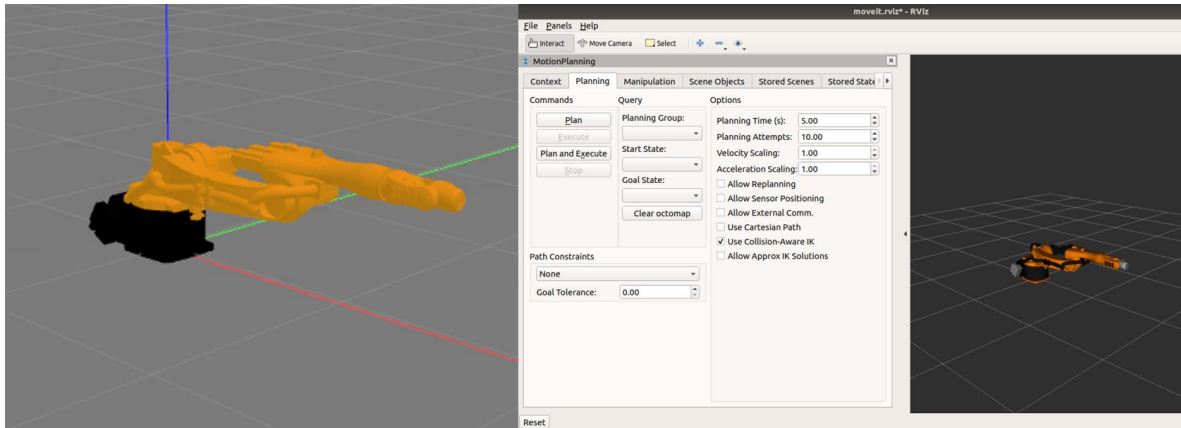 moveit.rviz* - RViz
File Panels Help
Interact Move Camera Select
MotionPlanning
Context Planning Manipulation Scene Objects Stored Scenes Stored State
Commands Query Options
Plan Planning Group: Planning Time (s): 5.00
Execute Planning Attempts: 10.00
Plan and Execute Start State: Velocity Scaling: 1.00
Stop Acceleration Scaling: 1.00
Goal State: Allow Replanning
Allow Sensor Positioning
Clear octomap Allow External Comm.
Use Cartesian Path
Use Collision-Aware IK
Path Constraints Allow Approx IK Solutions
None
Goal Tolerance: 0.00
Reset